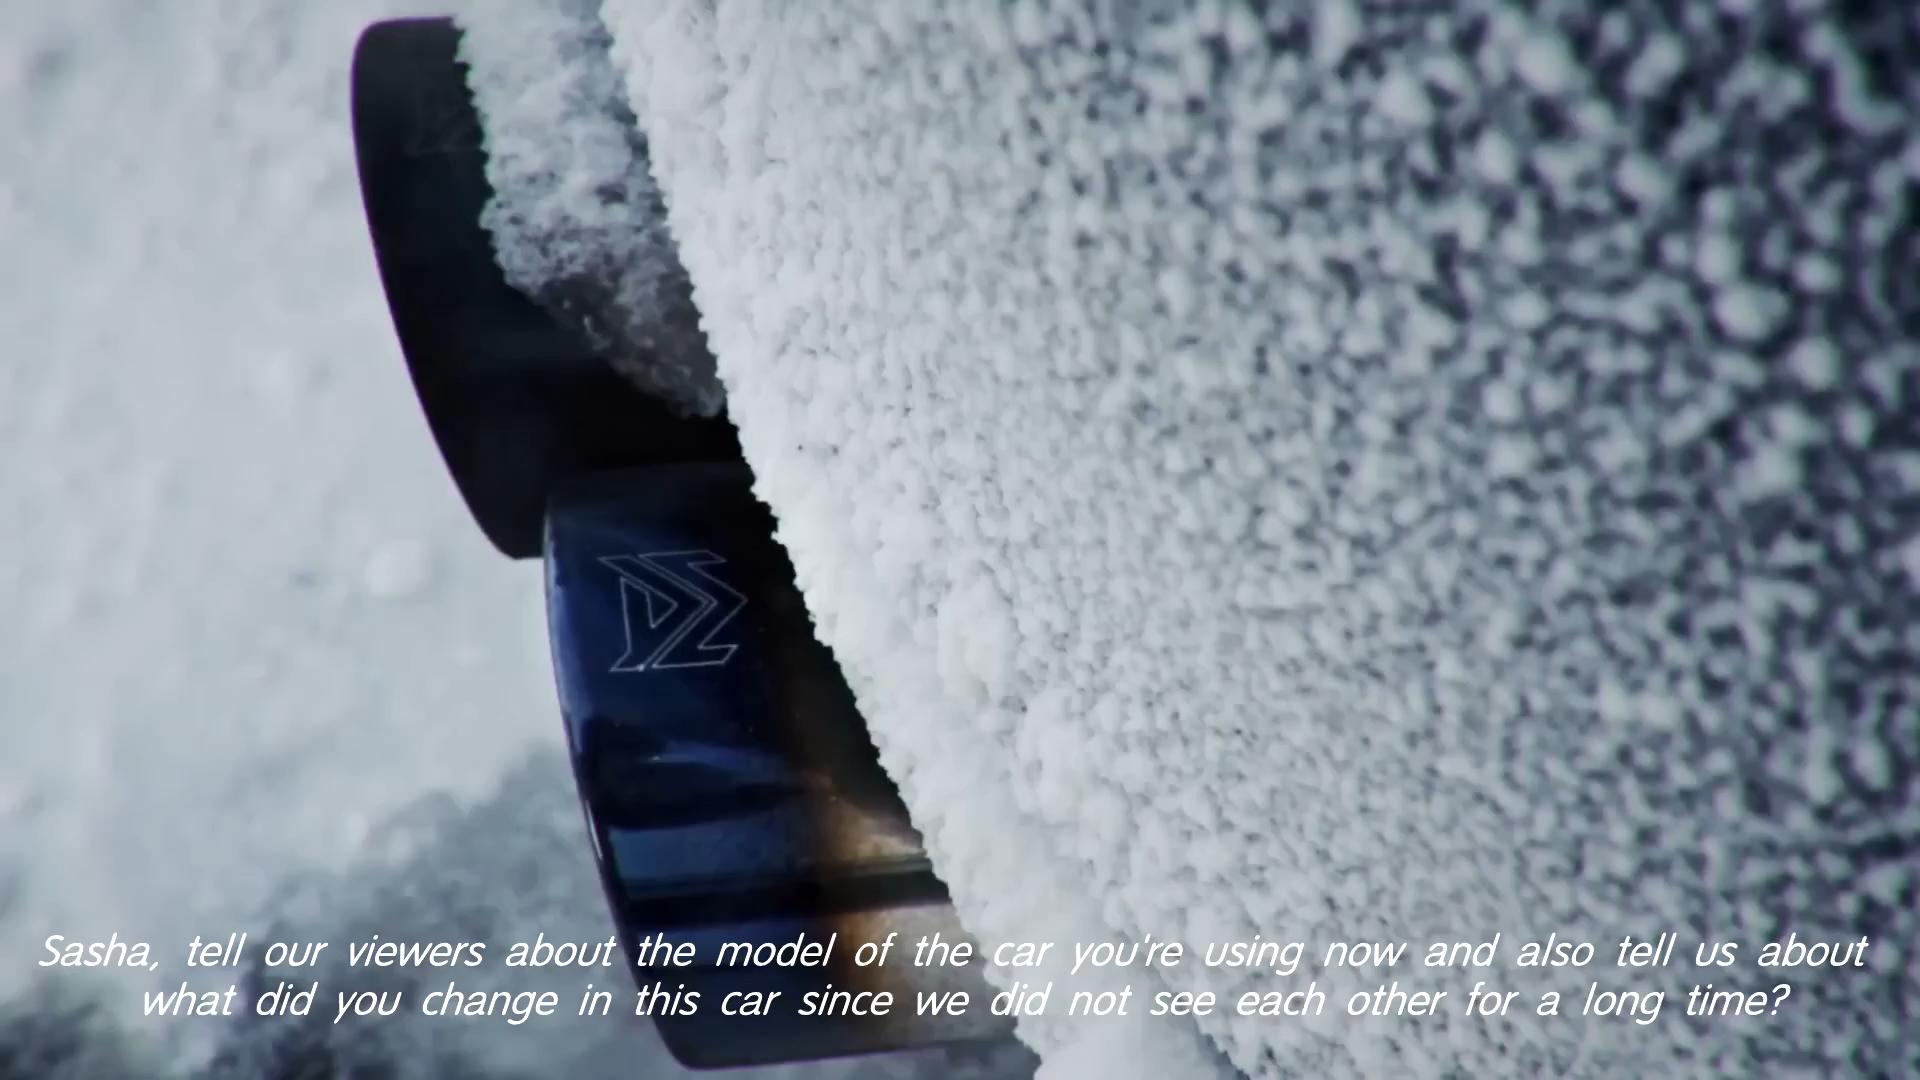 Sasha, tell our viewers about the model of the car you're using now and also tell us about
what did you change in this car since we did not see each other for a long time?